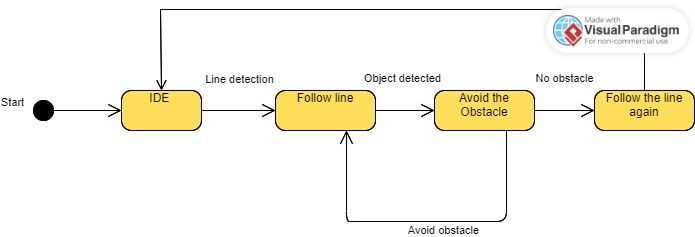 Made with
Visual Paradigm
For non-commercial use
Start
IDE
Line detection
Follow line
Object detected
Avoid the
Obstacle
No obstacle
Follow the line
again
Avoid obstacle